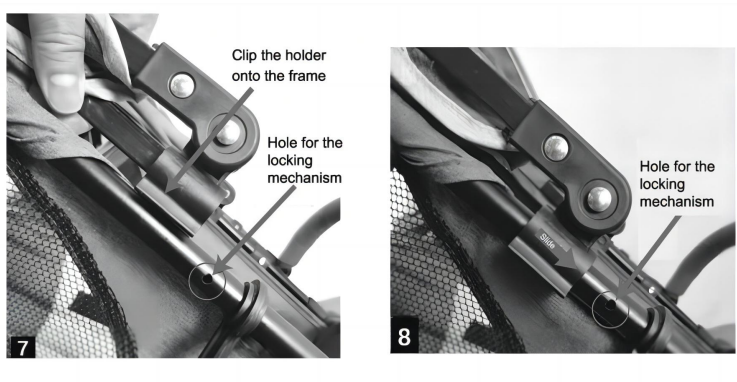 Clip the holder
onto the frame
Hole for the
locking
mechanism
7
Hole for the
locking
mechanism
Slide
8